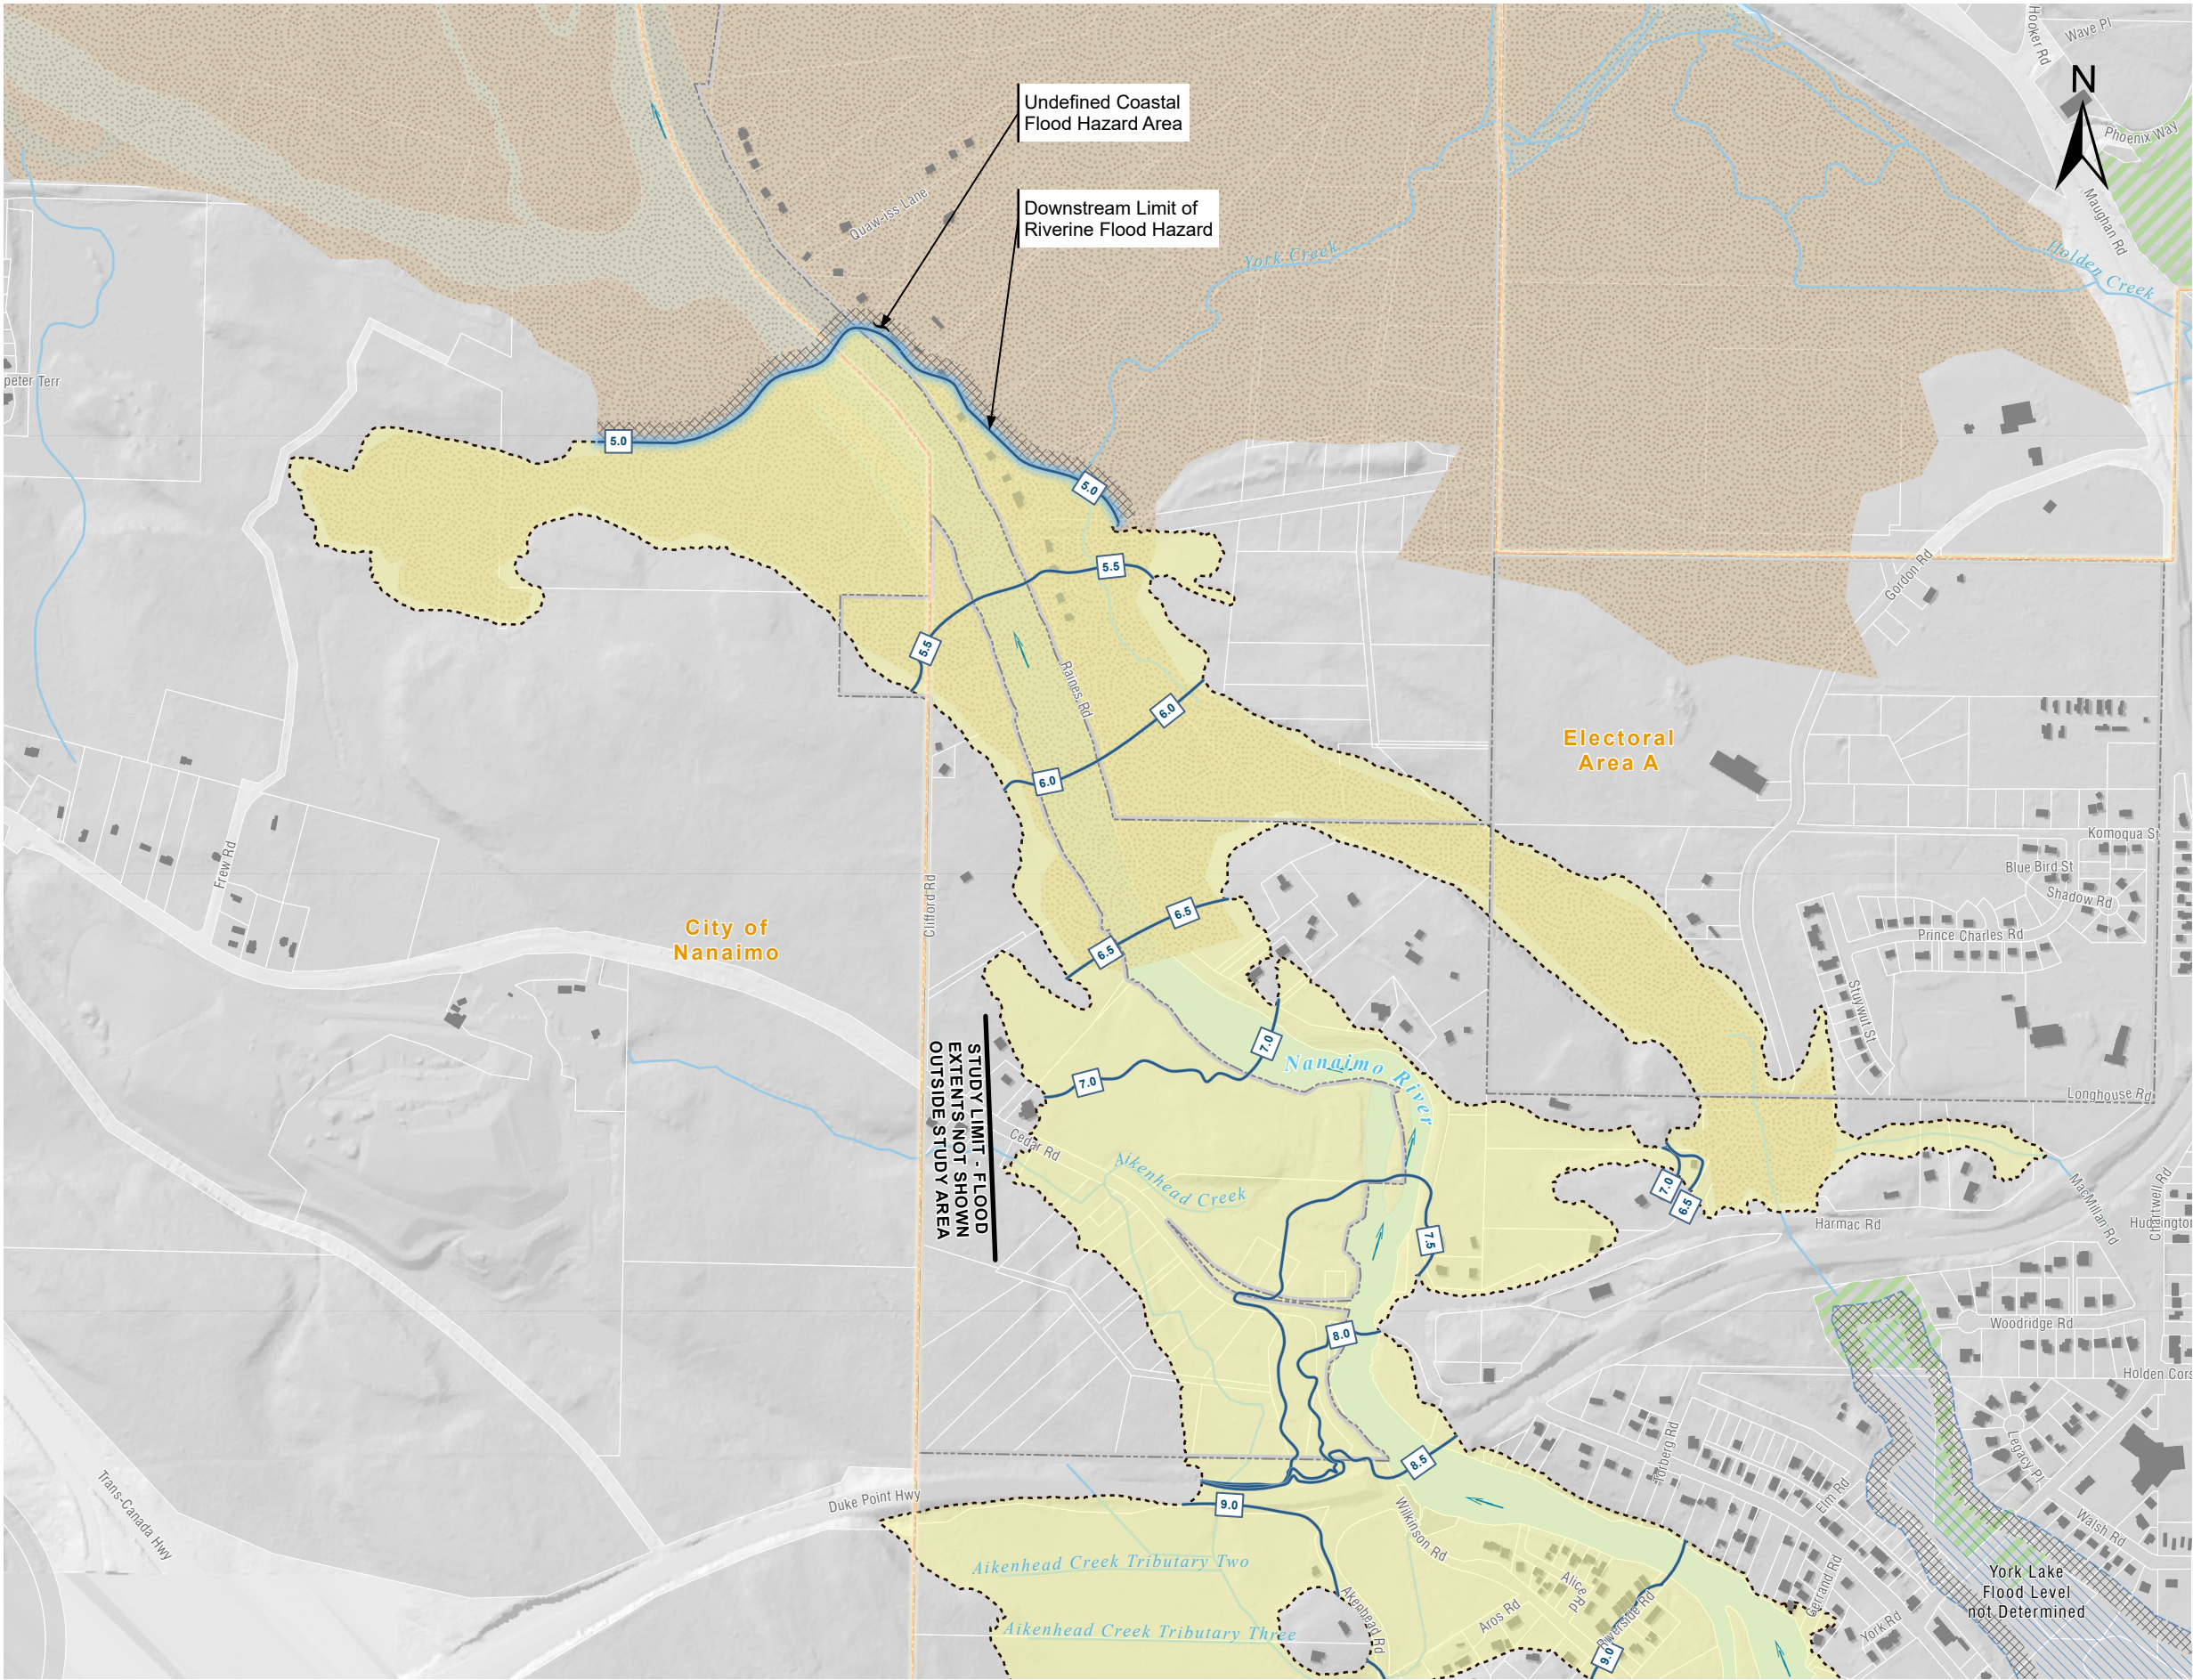 Hooker Rd
Wave Pl
N
Phoenix Way
Maughan Rd
Holden Creek
Undefined Coastal
Flood Hazard Area
Downstream Limit of
Riverine Flood Hazard
Quaw-iss Lane
York Creek
peter Terr
5.0
5.0
5.5
5.5
Gordon Rd
Raines Rd
6.0
6.0
Electoral
Area A
Komoqua St
Blue Bird St
Shadow Rd
Prince Charles Rd
Stuywut St
Longhouse Rd
Frew Rd
Clifford Rd
City of
Nanaimo
6.5
6.5
7.0
7.0
Nanaimo River
STUDY LIMIT - FLOOD
EXTENTS NOT SHOWN
OUTSIDE STUDY AREA
Cedar Rd
Aikenhead Creek
7.0
6.5
Harmac Rd
MacMillan Rd
Chartwell Rd
7.5
8.0
Woodridge Rd
Holden Cors
8.5
9.0
Duke Point Hwy
Trans-Canada Hwy
Wilkinson Rd
Torberg Rd
Elm Rd
Legacy Pl
Walsh Rd
Aikenhead Creek Tributary Two
Aikenhead Creek Tributary Three
Akenhead Rd
Aros Rd
Alice
Rd
Riverside Rd
9.0
Gerrand Rd
York Rd
York Lake
Flood Level
not Determined